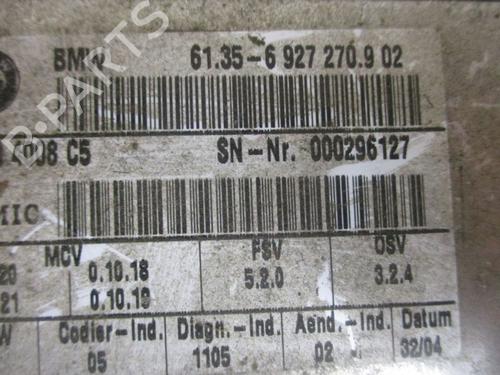 BMW 61.35-6 927 270.9 02
C5 SN-Nr. 000296127
MIC
MCV FSV OSV
20 0.10.18 5.2.0 3.2.4
21 0.10.19
W Codier-Ind. Diagn.-Ind. Aend.-Ind. Datum
05 1105 02 32/04
B-PARTS